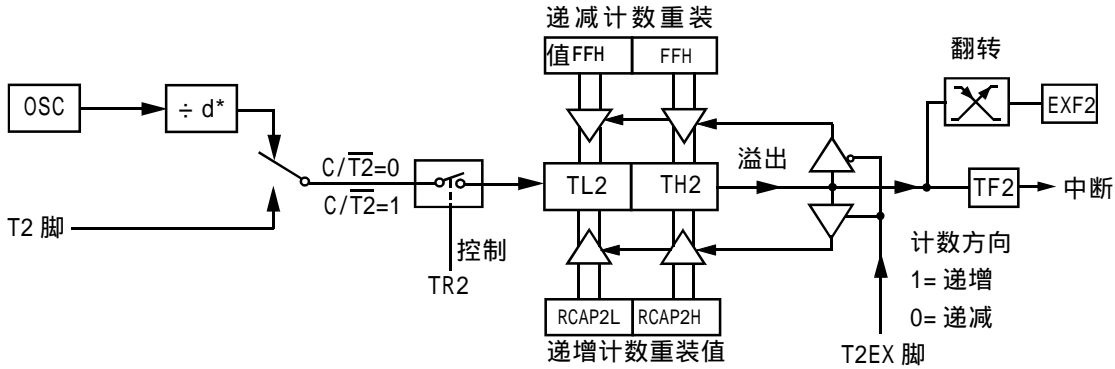 递减计数重装
值FFH FFH
翻转
OSC
÷ d*
EXF2
C/T2=0
溢出
TL2 TH2
TF2
中断
C/T2=1
T2 脚
控制
TR2
计数方向
1= 递增
0= 递减
RCAP2L RCAP2H
递增计数重装值
T2EX 脚